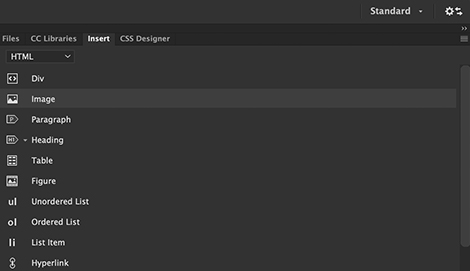 Standard
Files CC Libraries Insert CSS Designer
HTML
Div
Image
P Paragraph
H1 Heading
Table
Figure
ul Unordered List
ol Ordered List
li List Item
Hyperlink